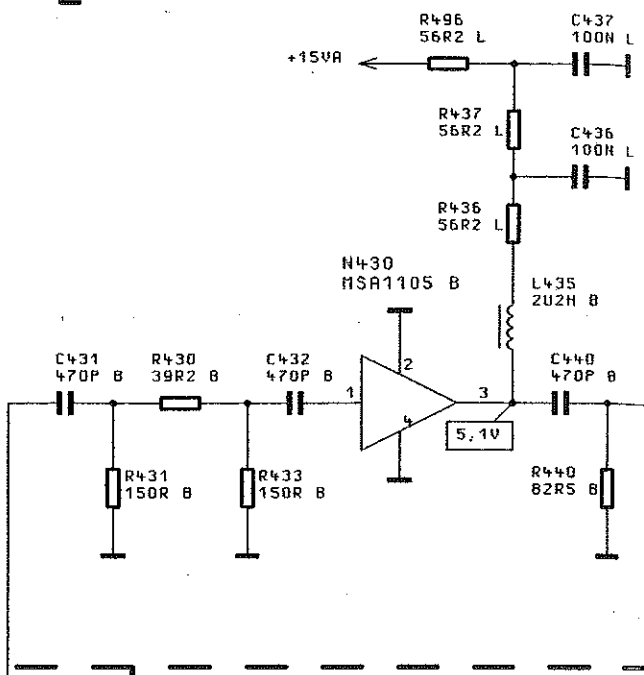 R496
56R2 L
C437
100N L
+15VA
R437
56R2 L
C436
100N L
R436
56R2 L
N430
MSA1105 B
L435
2U2H B
C431
470P B
R430
39R2 B
C432
470P B
C440
470P B
1
2
3
4
5,1V
R431
150R B
R433
150R B
R440
82R5 B